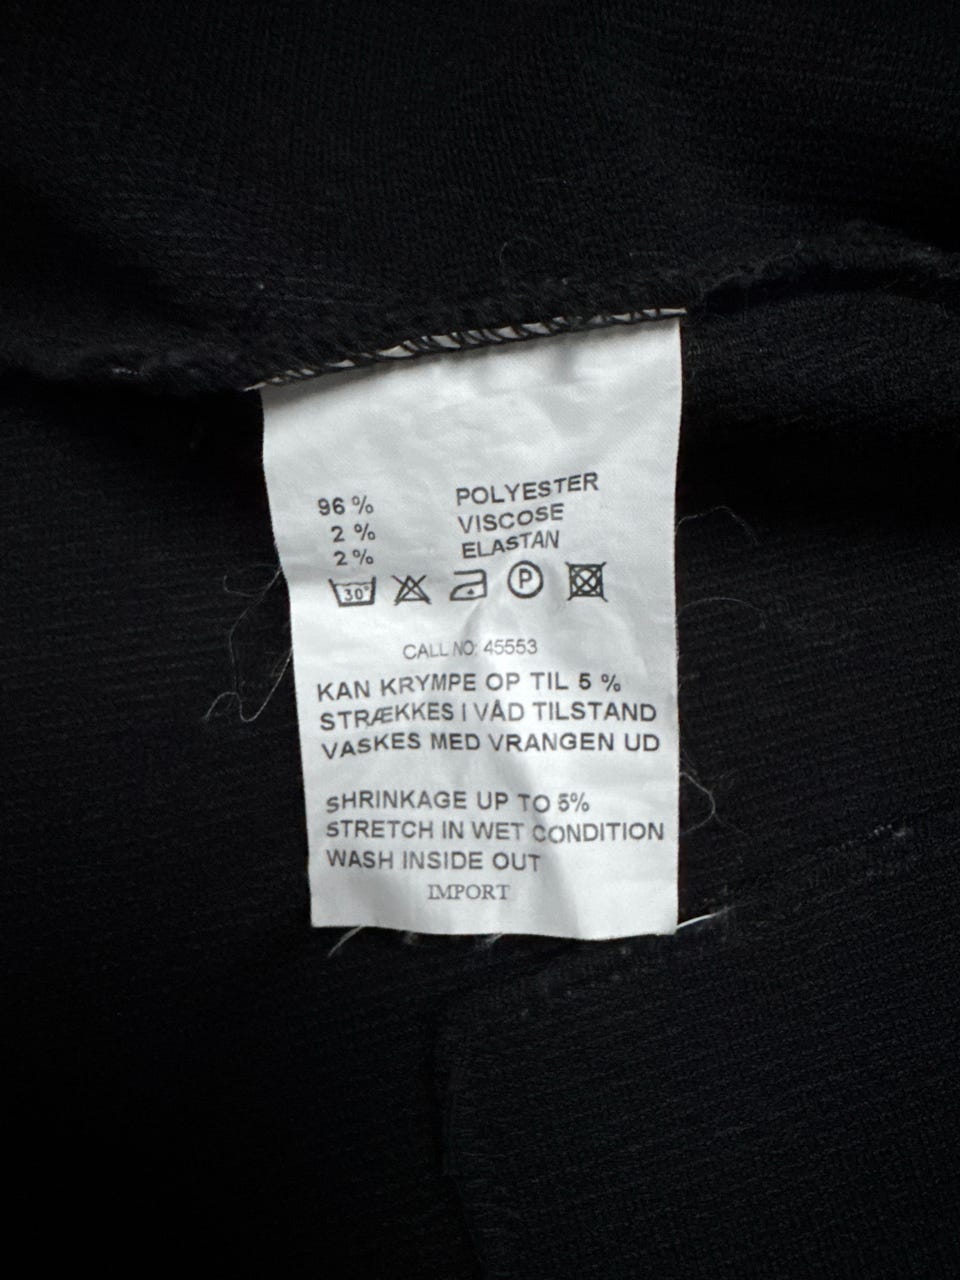 96 % POLYESTER
2 % VISCOSE
2 % ELASTAN
30° P
CALL NO: 45553
KAN KRYMPE OP TIL 5 %
STRÆKKES I VÅD TILSTAND
VASKES MED VRANGEN UD
SHRINKAGE UP TO 5%
STRETCH IN WET CONDITION
WASH INSIDE OUT
IMPORT